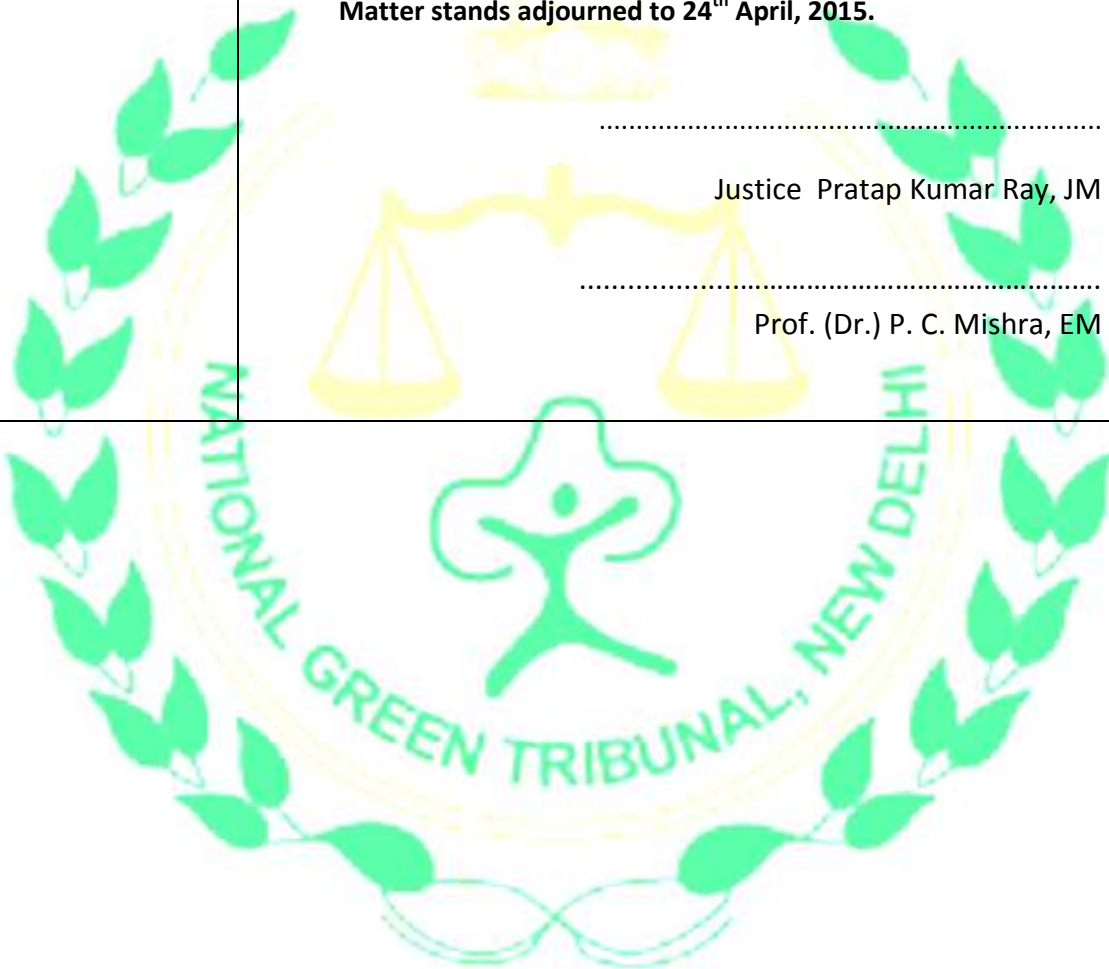 Matter stands adjourned to 24th April, 2015.
..................................................................
Justice Pratap Kumar Ray, JM
.....................................................................
Prof. (Dr.) P. C. Mishra, EM
NATIONAL GREEN TRIBUNAL, NEW DELHI